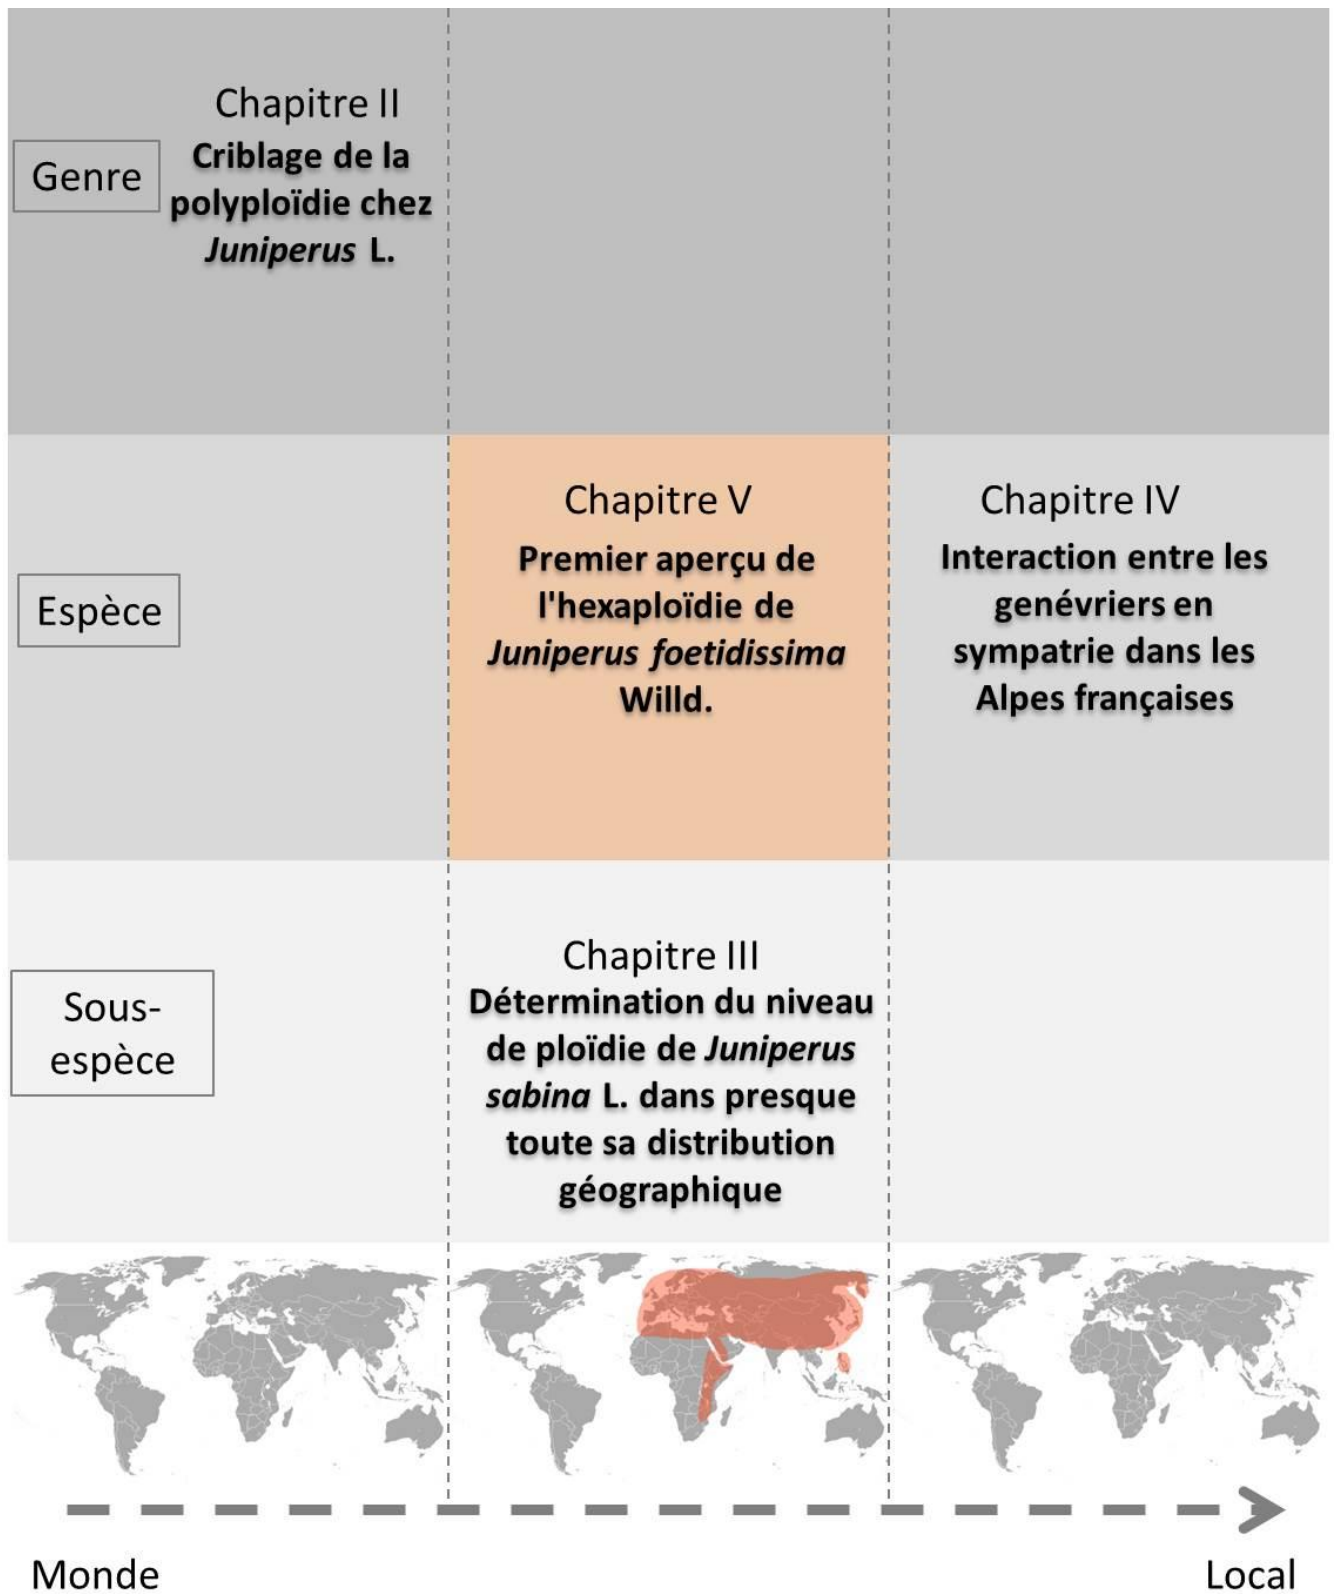 Genre
Chapitre II
Criblage de la
polyploïdie chez
Juniperus L.
Espèce
Chapitre V
Premier aperçu de
l'hexaploïdie de
Juniperus foetidissima
Willd.
Chapitre IV
Interaction entre les
genévriers en
sympatrie dans les
Alpes françaises
Sous-
espèce
Chapitre III
Détermination du niveau
de ploïdie de Juniperus
sabina L. dans presque
toute sa distribution
géographique
Monde
Local